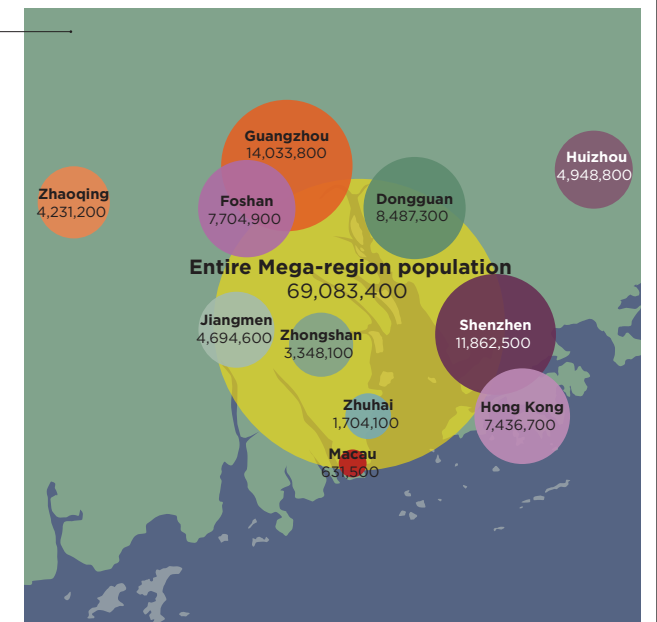 Guangzhou
14,033,800
Huizhou
4,948,800
Zhaoqing
4,231,200
Foshan
7,704,900
Dongguan
8,487,300
Entire Mega-region population
69,083,400
Jiangmen
4,694,600
Zhongshan
3,348,100
Shenzhen
11,862,500
Zhuhai
1,704,100
Hong Kong
7,436,700
Macau
631,500